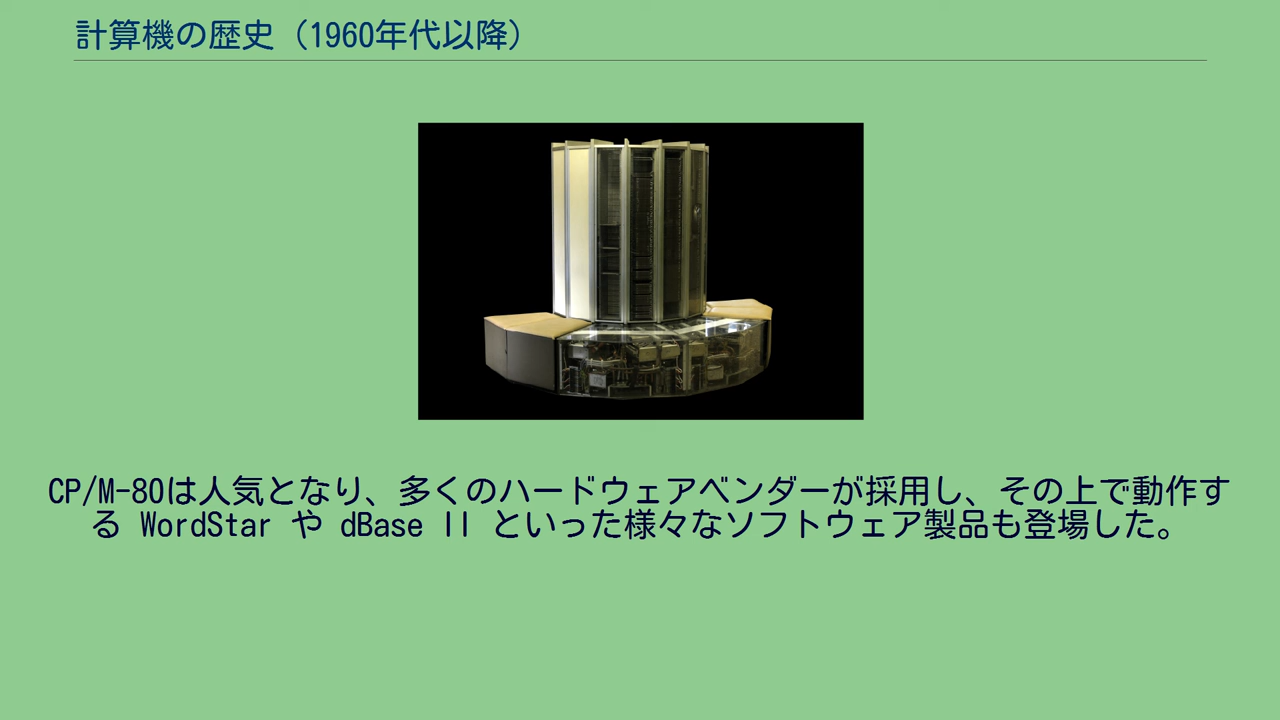 計算機の歴史（1960年代以降）
CP/M-80は人気となり、多くのハードウェアベンダーが採用し、その上で動作す
る WordStar や dBase II といった様々なソフトウェア製品も登場した。